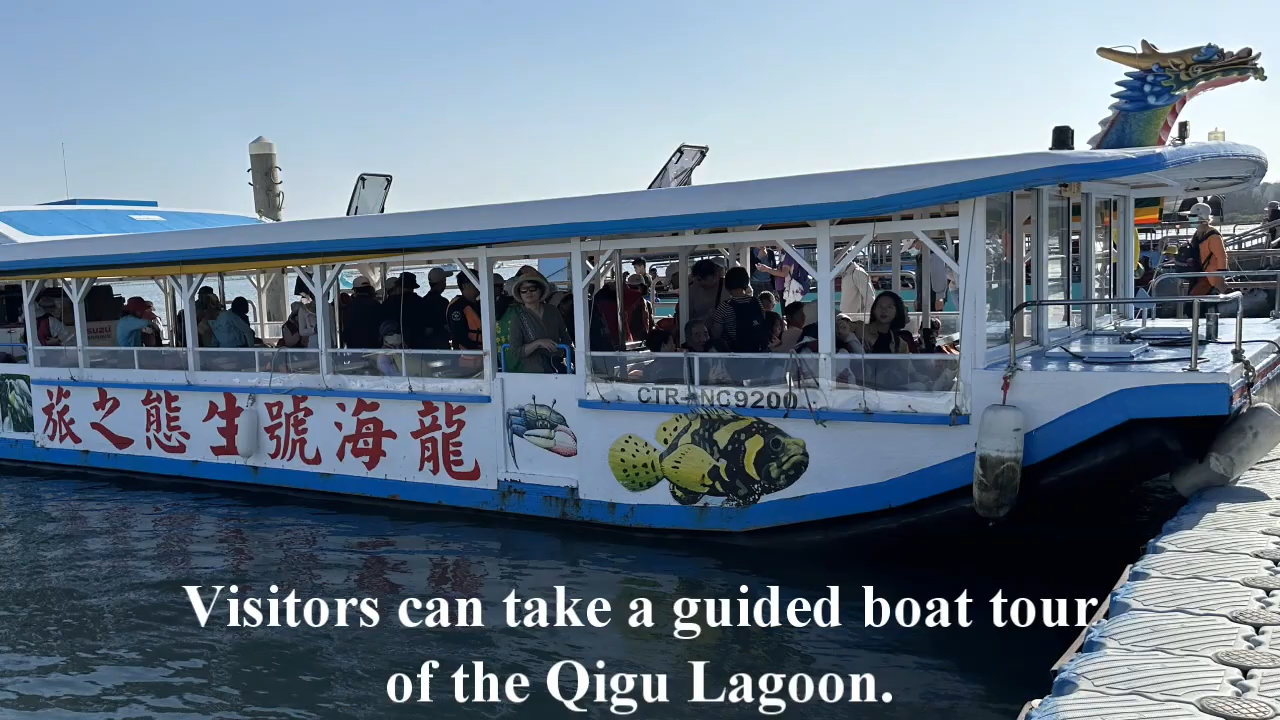 龍海號生態之旅
CTR-NC9200
Visitors can take a guided boat tour
of the Qigu Lagoon.